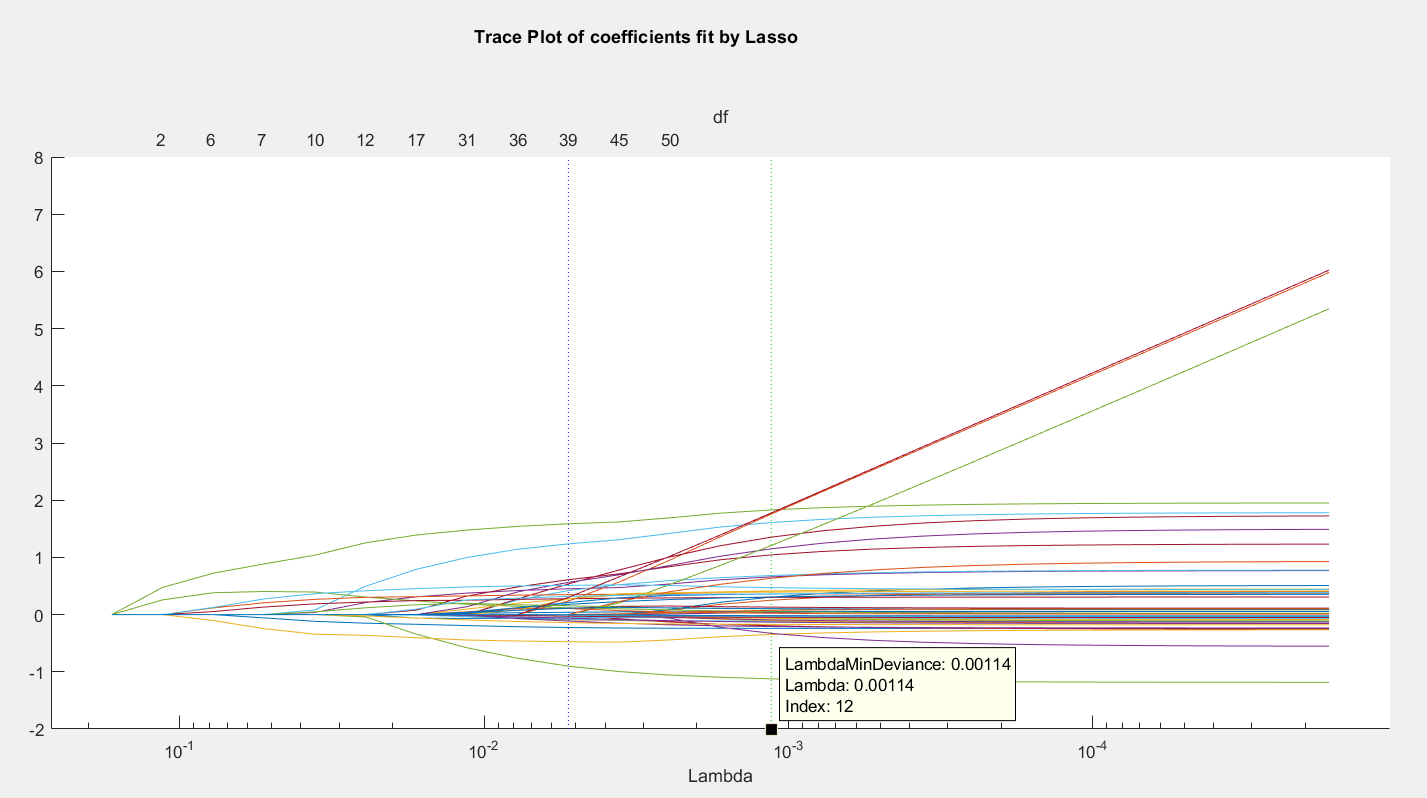 Trace Plot of coefficients fit by Lasso
df
2 6 7 10 12 17 31 36 39 45 50
8
7
6
5
4
3
2
1
0
-1
-2
LambdaMinDeviance: 0.00114
Lambda: 0.00114
Index: 12
10^-1 10^-2 10^-3 10^-4
Lambda